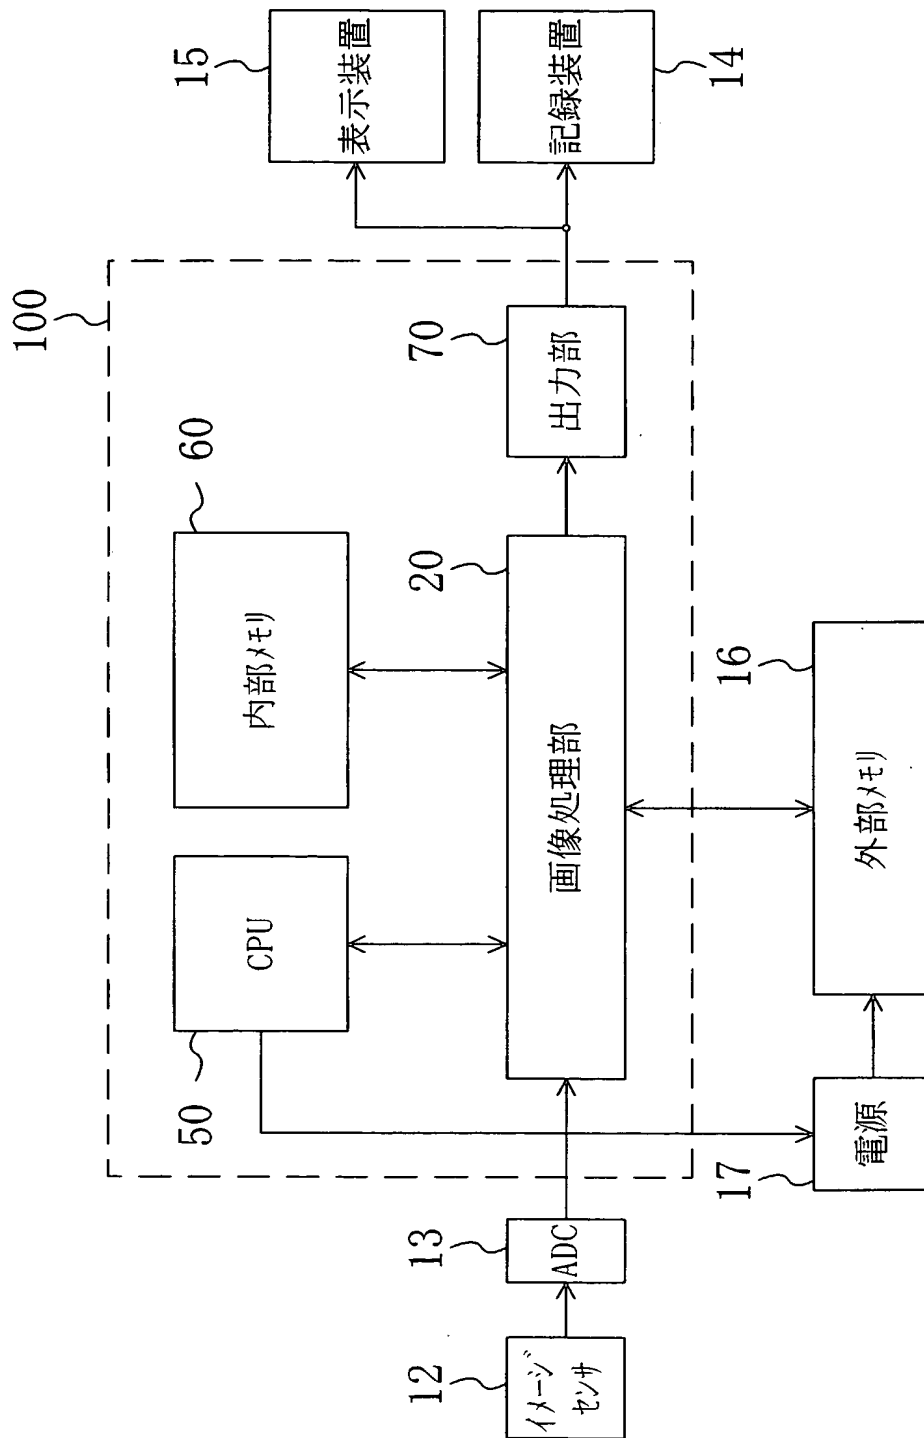 100
15
表示装置
14
記録装置
50
CPU
60
内部メモリ
12
イメージ
センサ
13
ADC
20
画像処理部
70
出力部
17
電源
16
外部メモリ